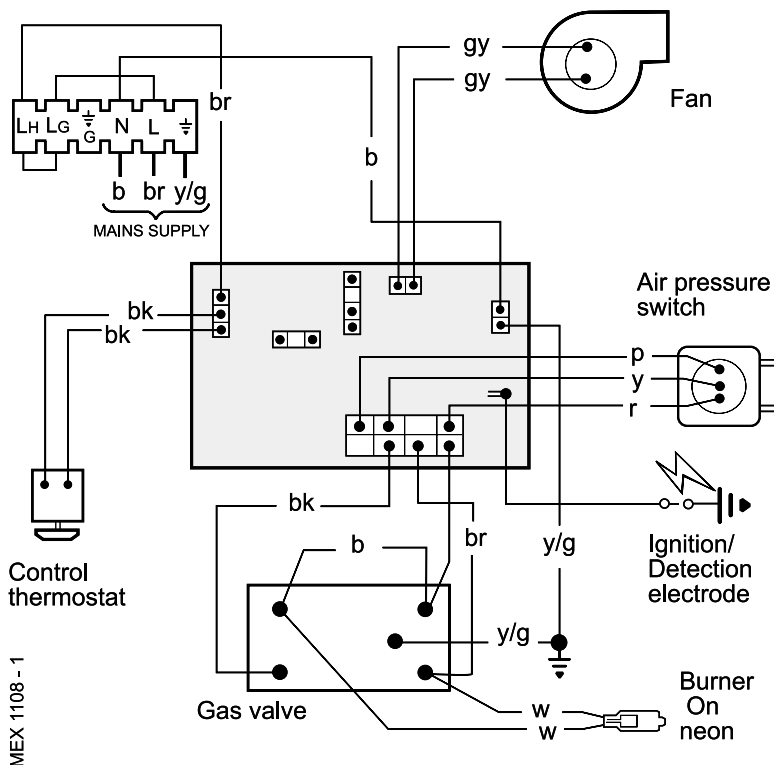 gy
gy
Fan
br
LH LG G N L
b
b br y/g
MAINS SUPPLY
Air pressure
switch
bk
bk
p
y
r
bk
br
y/g
b
Ignition/
Detection
electrode
Control
thermostat
y/g
Gas valve
w
w
Burner
On
neon
MEX 1108 - 1